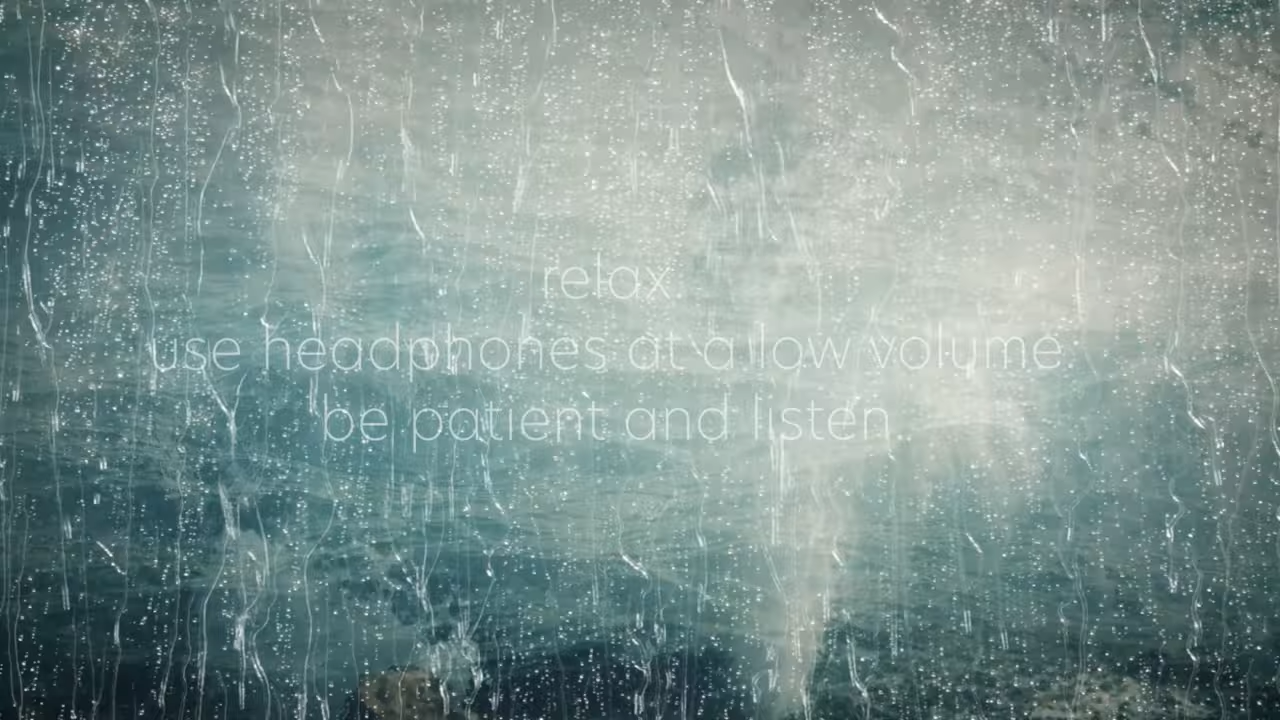 relax
use headphones at a low volume
be patient and listen